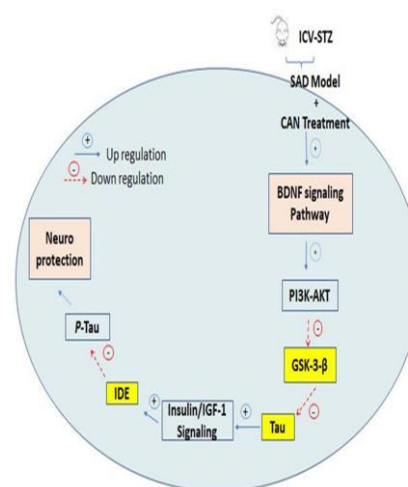 ICV-STZ
SAD Model
+
CAN Treatment
+
+
Up regulation
-
Down regulation
BDNF signaling
Pathway
+
Neuro
protection
PI3K-AKT
-
P-Tau
-
GSK-3-β
-
IDE
+
Insulin/IGF-1
Signaling
+
Tau